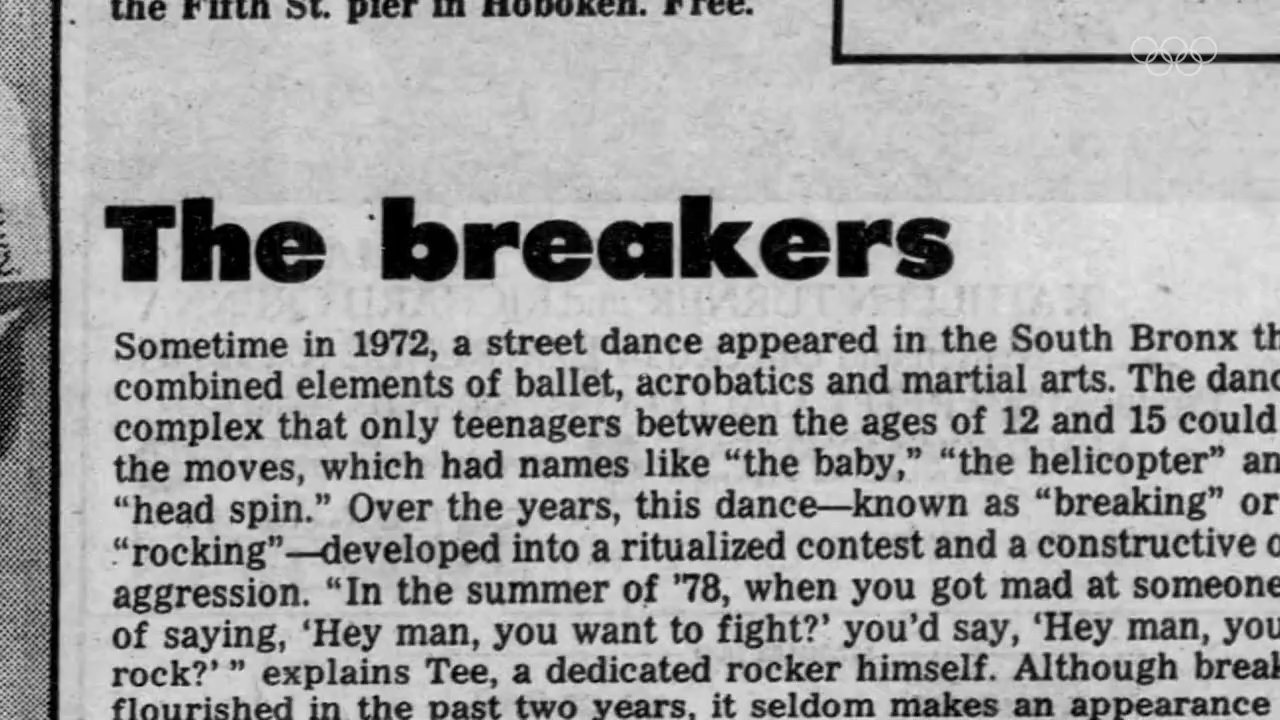 the Fifth St. pier in Hoboken. Free.
The breakers
Sometime in 1972, a street dance appeared in the South Bronx th
combined elements of ballet, acrobatics and martial arts. The danc
complex that only teenagers between the ages of 12 and 15 could
the moves, which had names like “the baby,” “the helicopter” an
“head spin.” Over the years, this dance—known as “breaking” or
“rocking”—developed into a ritualized contest and a constructive o
aggression. “In the summer of ’78, when you got mad at someone
of saying, ‘Hey man, you want to fight?’ you’d say, ‘Hey man, you
rock?’ ” explains Tee, a dedicated rocker himself. Although break
flourished in the past two years, it seldom makes an appearance